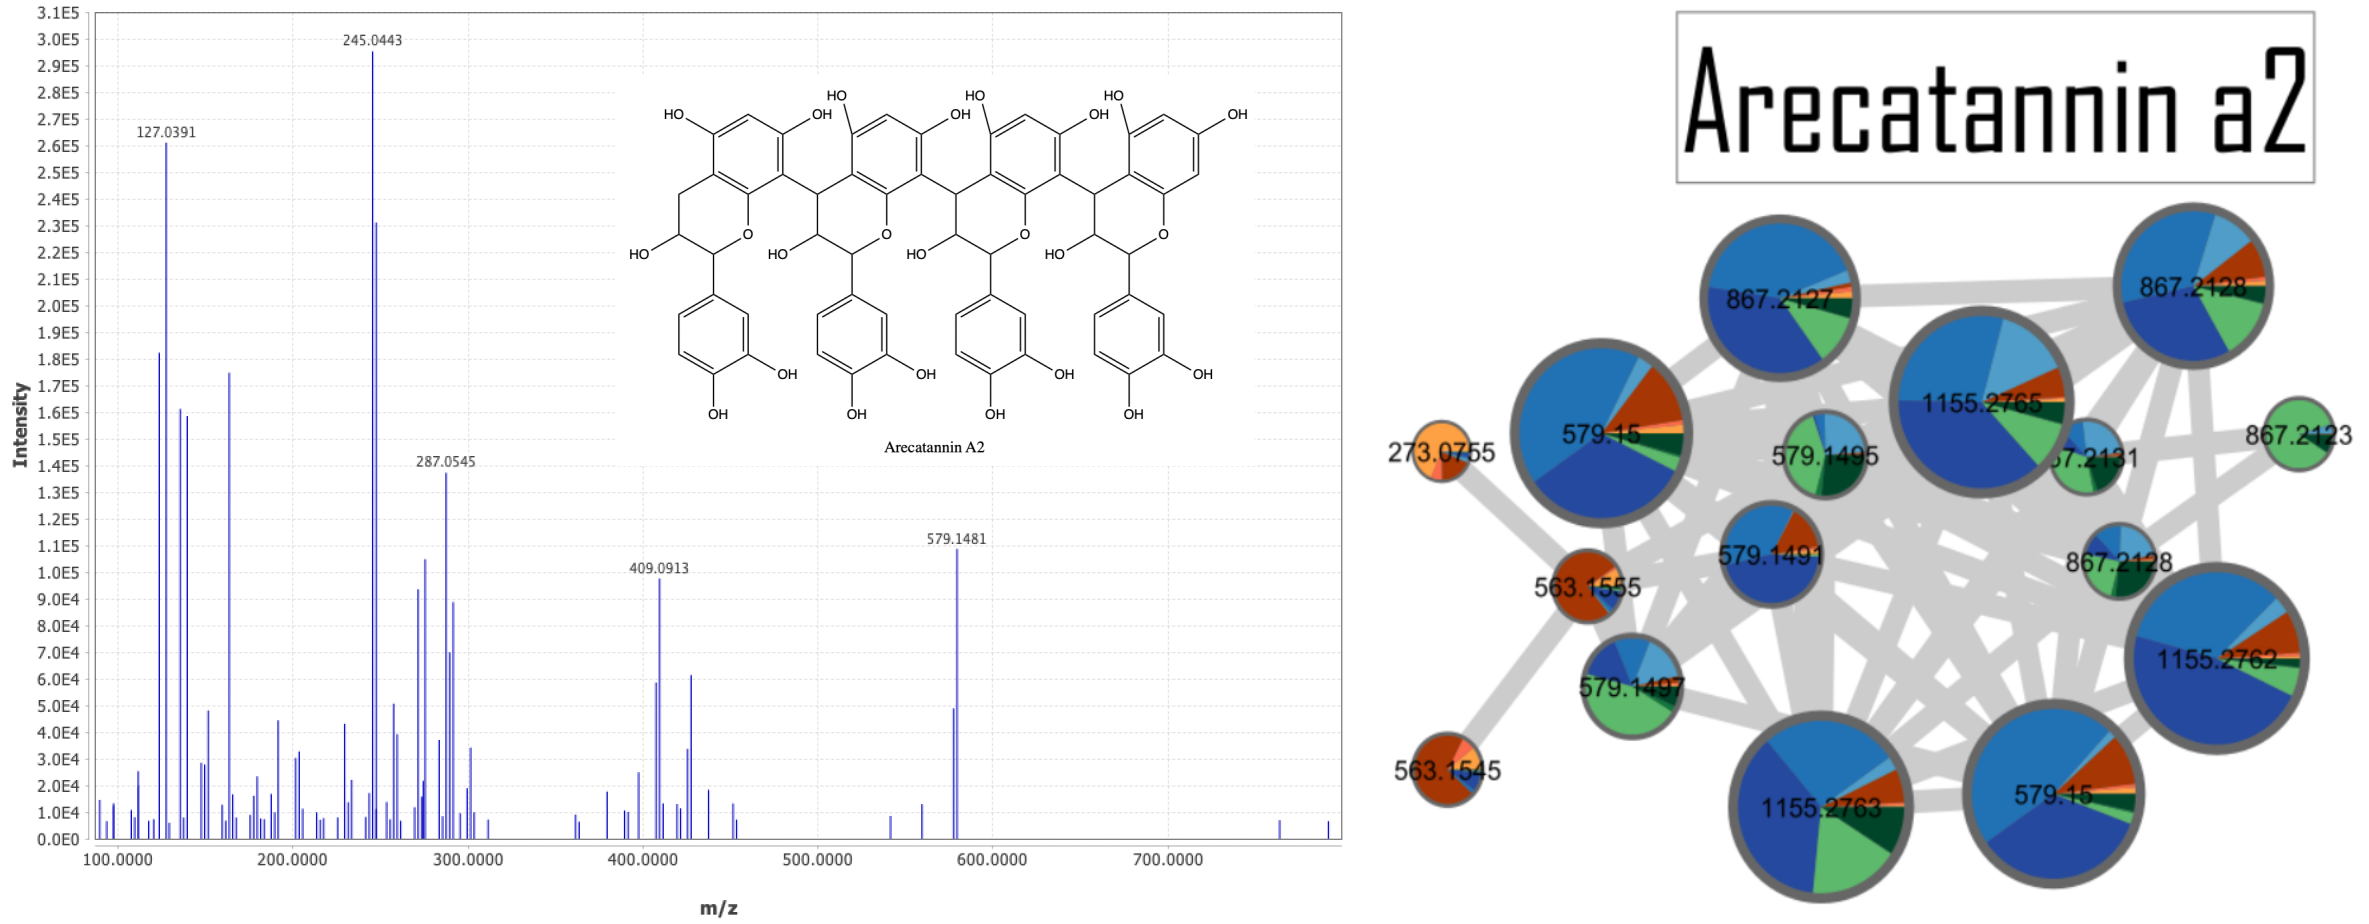 3.1E5
3.0E5
2.9E5
2.8E5
2.7E5
2.6E5
2.5E5
2.4E5
2.3E5
2.2E5
2.1E5
2.0E5
1.9E5
1.8E5
1.7E5
1.6E5
1.5E5
1.4E5
1.3E5
1.2E5
1.1E5
1.0E5
9.0E4
8.0E4
7.0E4
6.0E4
5.0E4
4.0E4
3.0E4
2.0E4
1.0E4
0.0E0
Intensity
100.0000 200.0000 300.0000 400.0000 500.0000 600.0000 700.0000
m/z
245.0443
127.0391
287.0545
409.0913
579.1481
HO HO HO
HO OH OH OH OH
O O O O
HO HO HO HO
OH OH OH OH
OH OH OH OH
Arecatannin A2
Arecatannin a2
867.2127
867.2128
1155.2765
579.15
273.0755
579.1495
57.2131
867.2123
579.1491
867.2128
563.1555
1155.2762
579.1497
563.1545
1155.2763
579.15